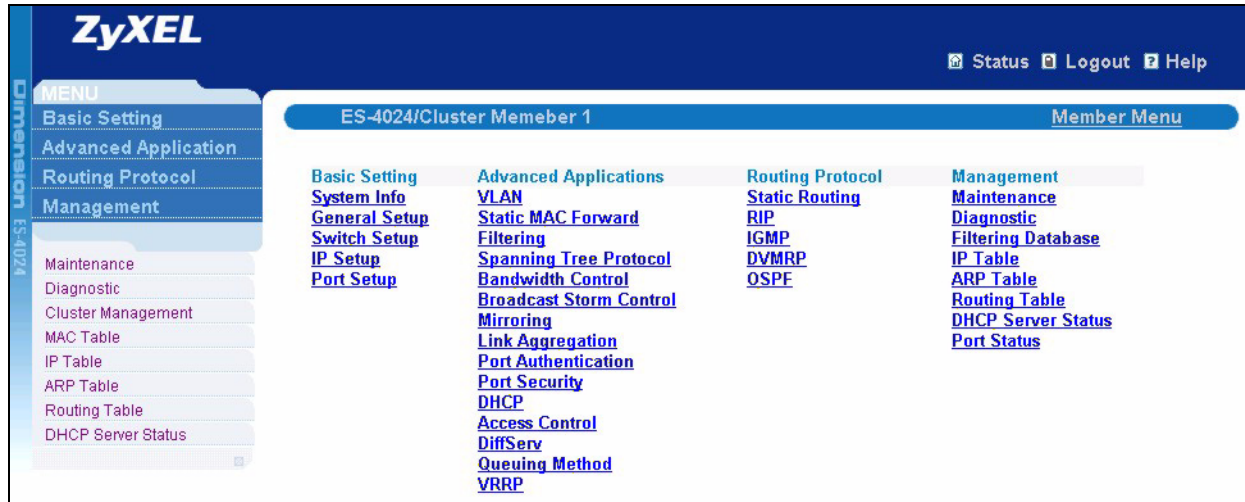 ZyXEL
Status Logout Help
Dimension ES-4024
MENU
Basic Setting
Advanced Application
Routing Protocol
Management
Maintenance
Diagnostic
Cluster Management
MAC Table
IP Table
ARP Table
Routing Table
DHCP Server Status
ES-4024/Cluster Memeber 1 Member Menu
Basic Setting
System Info
General Setup
Switch Setup
IP Setup
Port Setup
Advanced Applications
VLAN
Static MAC Forward
Filtering
Spanning Tree Protocol
Bandwidth Control
Broadcast Storm Control
Mirroring
Link Aggregation
Port Authentication
Port Security
DHCP
Access Control
DiffServ
Queuing Method
VRRP
Routing Protocol
Static Routing
RIP
IGMP
DVMRP
OSPF
Management
Maintenance
Diagnostic
Filtering Database
IP Table
ARP Table
Routing Table
DHCP Server Status
Port Status